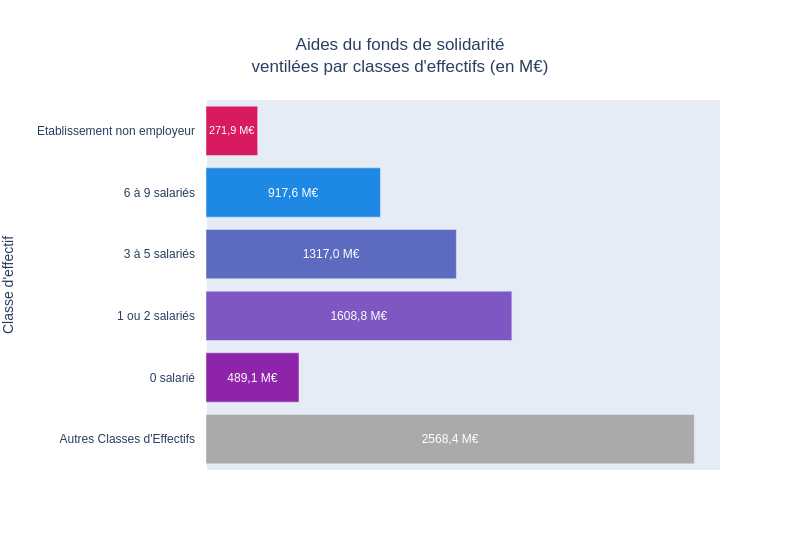 Aides du fonds de solidarité
ventilées par classes d'effectifs (en M€)
Classe d'effectif
Etablissement non employeur
271,9 M€
6 à 9 salariés
917,6 M€
3 à 5 salariés
1317,0 M€
1 ou 2 salariés
1608,8 M€
0 salarié
489,1 M€
Autres Classes d'Effectifs
2568,4 M€